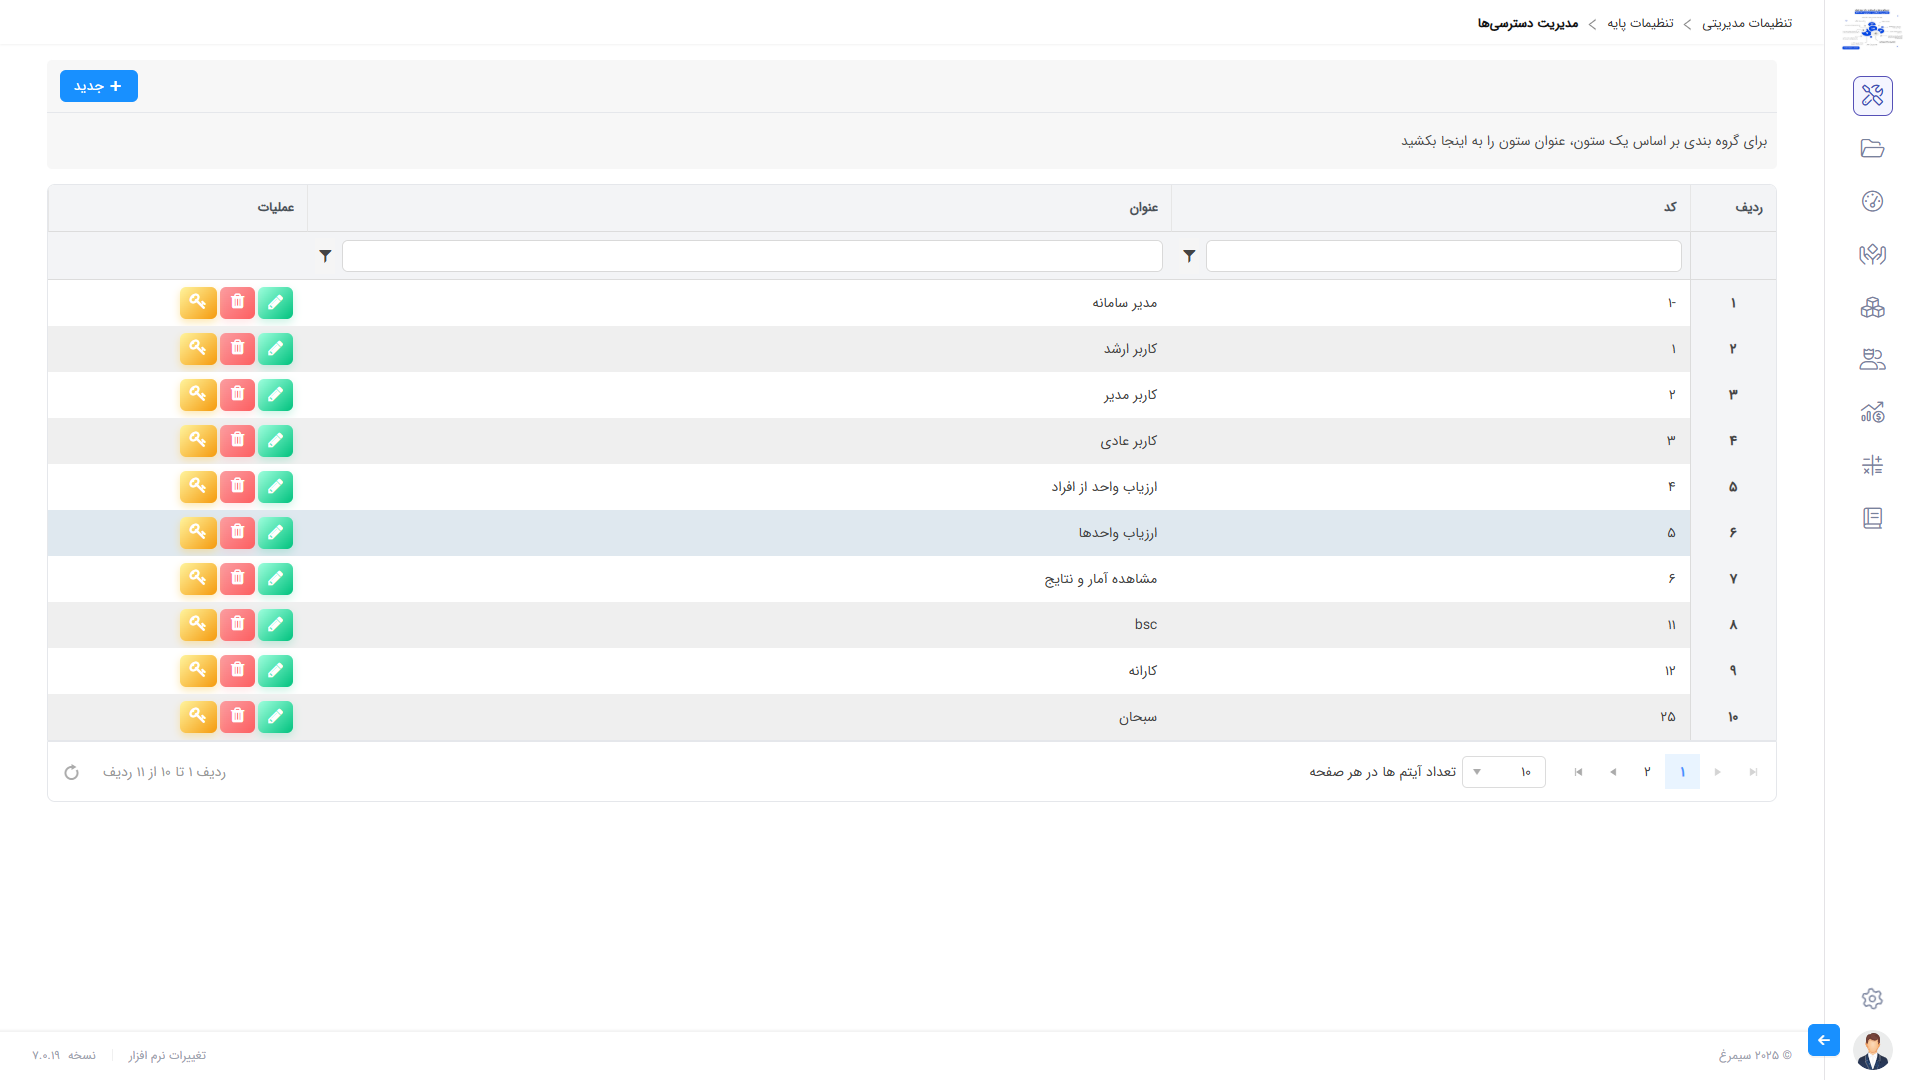 تنظیمات مدیریتی > تنظیمات پایه > مدیریت دسترسی‌ها
+ جدید
برای گروه بندی بر اساس یک ستون، عنوان ستون را به اینجا بکشید
ردیف کد عنوان عملیات
۱ -۱ مدیر سامانه
۲ ۱ کاربر ارشد
۳ ۲ کاربر مدیر
۴ ۳ کاربر عادی
۵ ۴ ارزیاب واحد از افراد
۶ ۵ ارزیاب واحدها
۷ ۶ مشاهده آمار و نتایج
۸ ۱۱ bsc
۹ ۱۲ کارانه
۱۰ ۲۵ سبحان
۱ ۲ ۱۰ تعداد آیتم ها در هر صفحه ردیف ۱ تا ۱۰ از ۱۱ ردیف
© ۲۰۲۵ سیمرغ تغییرات نرم افزار نسخه ۷.۰.۱۹